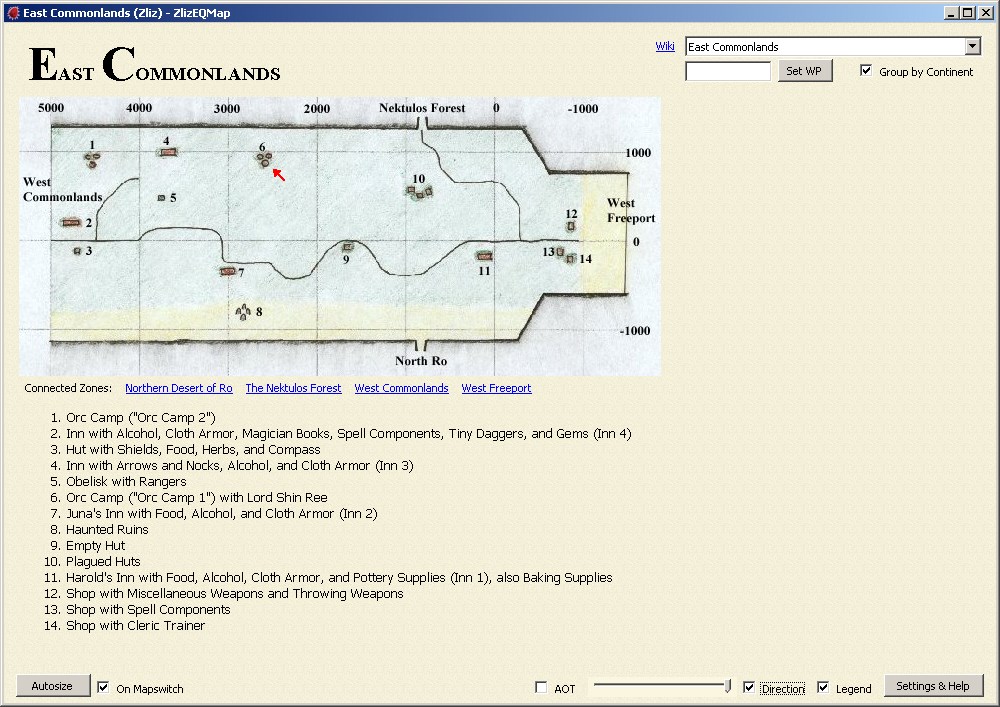 East Commonlands (Zliz) - ZlizEQMap
EAST COMMONLANDS
Wiki
East Commonlands
Set WP
Group by Continent
5000 4000 3000 2000 Nektulos Forest 0 -1000
1 4 6 1000
10
West
Commonlands
5
West
Freeport
2 12
3 9 13 14 0
7 11
8
-1000
North Ro
Connected Zones: Northern Desert of Ro The Nektulos Forest West Commonlands West Freeport
1. Orc Camp ("Orc Camp 2")
2. Inn with Alcohol, Cloth Armor, Magician Books, Spell Components, Tiny Daggers, and Gems (Inn 4)
3. Hut with Shields, Food, Herbs, and Compass
4. Inn with Arrows and Nocks, Alcohol, and Cloth Armor (Inn 3)
5. Obelisk with Rangers
6. Orc Camp ("Orc Camp 1") with Lord Shin Ree
7. Juna's Inn with Food, Alcohol, and Cloth Armor (Inn 2)
8. Haunted Ruins
9. Empty Hut
10. Plagued Huts
11. Harold's Inn with Food, Alcohol, Cloth Armor, and Pottery Supplies (Inn 1), also Baking Supplies
12. Shop with Miscellaneous Weapons and Throwing Weapons
13. Shop with Spell Components
14. Shop with Cleric Trainer
Autosize On Mapswitch AOT Direction Legend Settings & Help